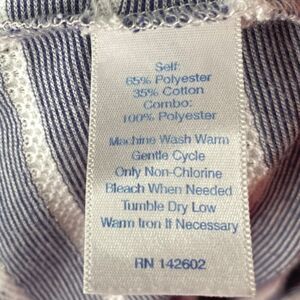 Self:
65% Polyester
35% Cotton
Combo:
100% Polyester
Machine Wash Warm
Gentle Cycle
Only Non-Chlorine
Bleach When Needed
Tumble Dry Low
Warm Iron If Necessary
RN 142602